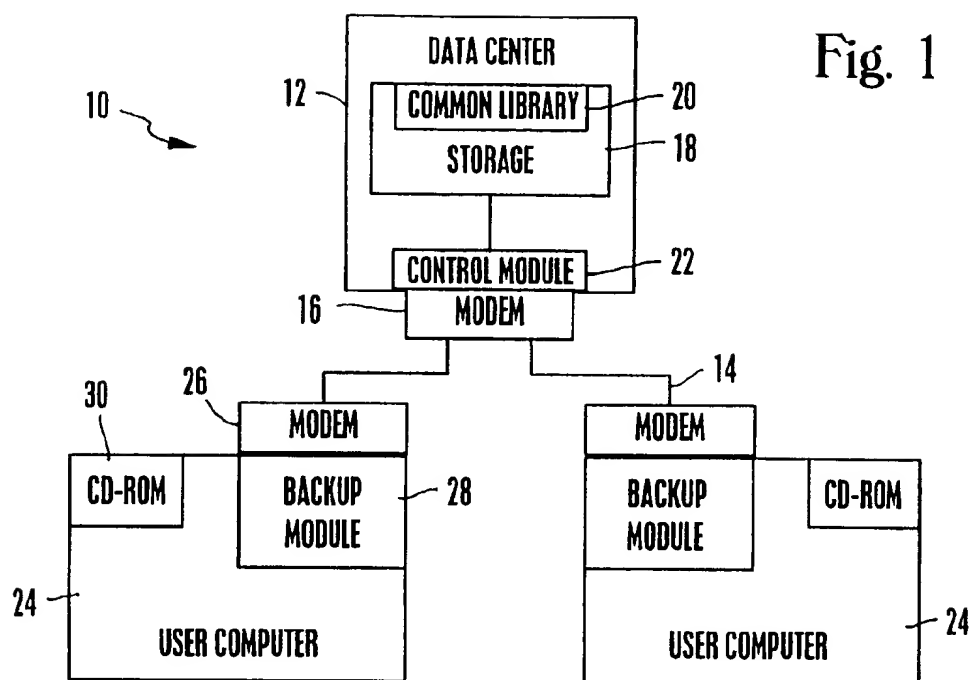 Fig. 1
DATA CENTER
12
COMMON LIBRARY
20
10
STORAGE
18
CONTROL MODULE
22
16
MODEM
14
26
MODEM
MODEM
30
CD-ROM
BACKUP
MODULE
28
BACKUP
MODULE
CD-ROM
24
USER COMPUTER
USER COMPUTER
24